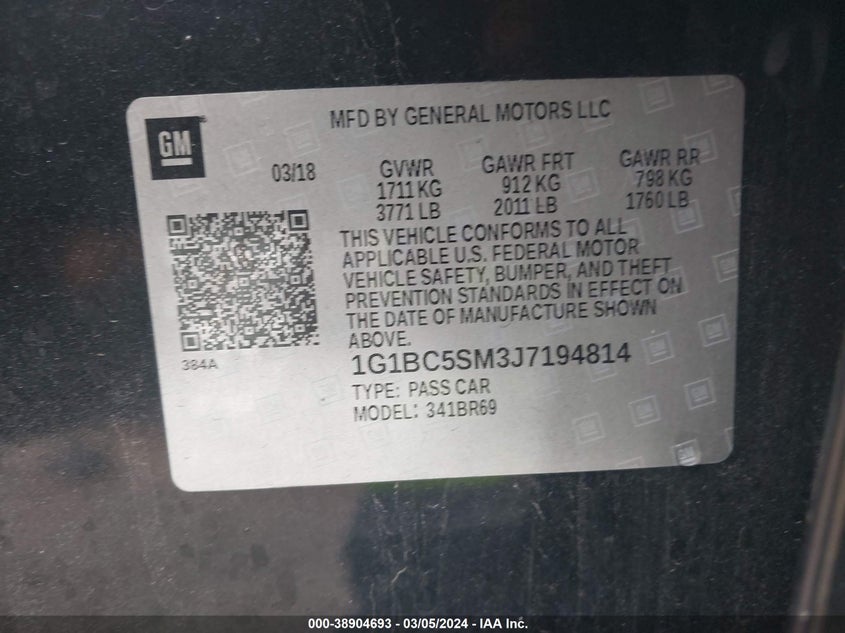 MFD BY GENERAL MOTORS LLC
GM
03/18
GVWR GAWR FRT GAWR RR
1711 KG 912 KG 798 KG
3771 LB 2011 LB 1760 LB
THIS VEHICLE CONFORMS TO ALL
APPLICABLE U.S. FEDERAL MOTOR
VEHICLE SAFETY, BUMPER, AND THEFT
PREVENTION STANDARDS IN EFFECT ON
THE DATE OF MANUFACTURE SHOWN
ABOVE.
384A
1G1BC5SM3J7194814
TYPE: PASS CAR
MODEL: 341BR69
000-38904693 — 03/05/2024 — IAA Inc.